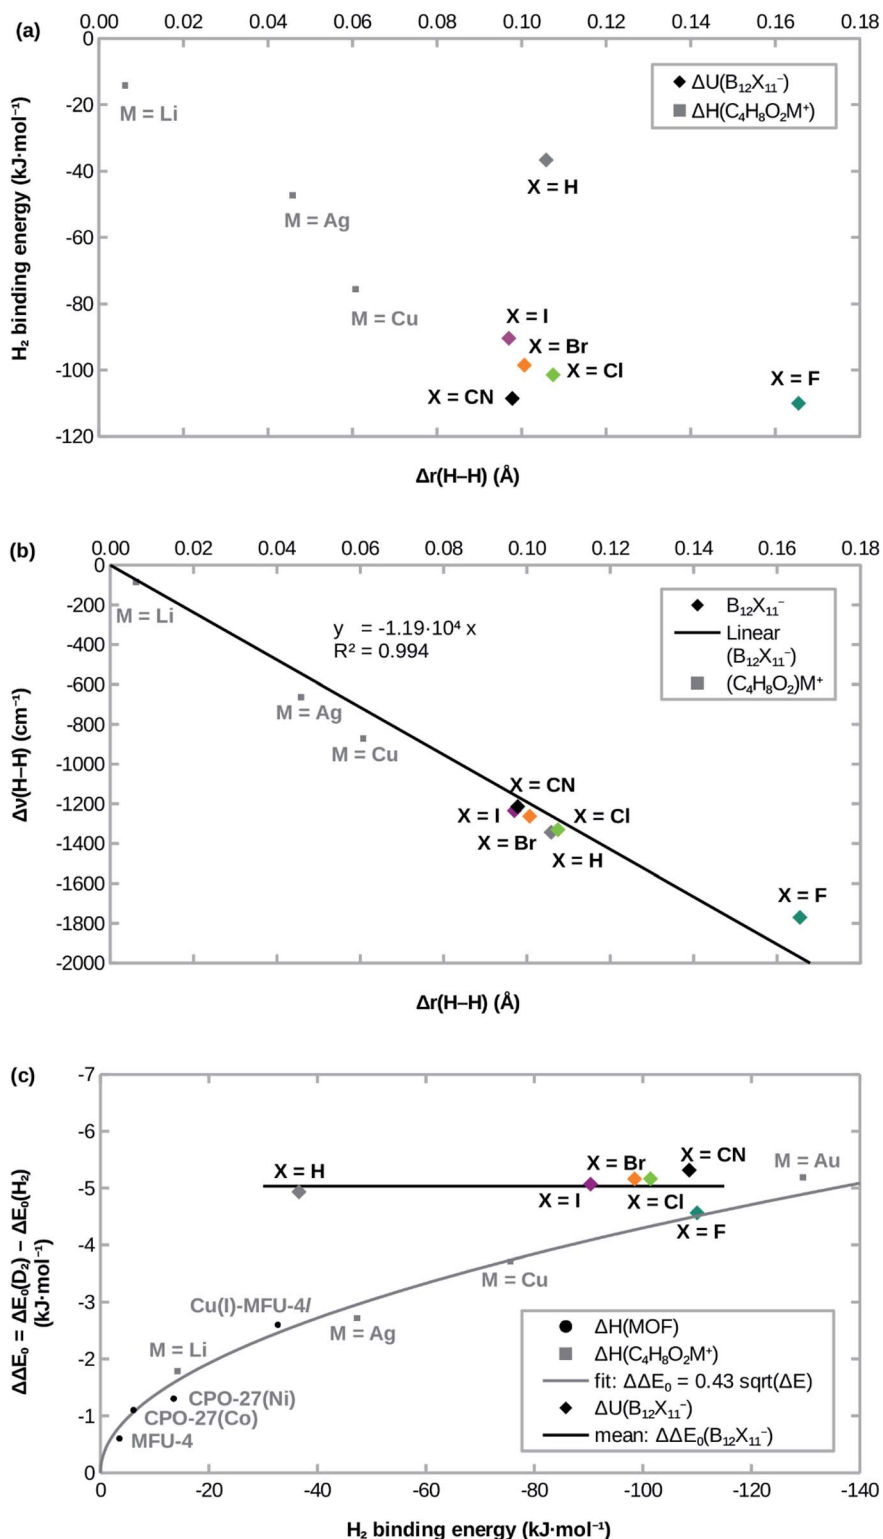 (a)
0.00 0.02 0.04 0.06 0.08 0.10 0.12 0.14 0.16 0.18
0
-20
-40
-60
-80
-100
-120
H₂ binding energy (kJ·mol⁻¹)
ΔU(B₁₂X₁₁⁻)
ΔH(C₄H₈O₂M⁺)
M = Li
X = H
M = Ag
M = Cu
X = I
X = Br
X = Cl
X = CN
X = F
Δr(H–H) (Å)
(b)
0.00 0.02 0.04 0.06 0.08 0.10 0.12 0.14 0.16 0.18
0
-200
-400
-600
-800
-1000
-1200
-1400
-1600
-1800
-2000
Δν(H–H) (cm⁻¹)
B₁₂X₁₁⁻
Linear
(B₁₂X₁₁⁻)
(C₄H₈O₂)M⁺
M = Li
y = -1.19·10⁴ x
R² = 0.994
M = Ag
M = Cu
X = CN
X = I
X = Cl
X = Br
X = H
X = F
Δr(H–H) (Å)
(c)
-7
-6
-5
-4
-3
-2
-1
0
ΔΔE₀ = ΔE₀(D₂) − ΔE₀(H₂)
(kJ·mol⁻¹)
X = H
X = Br
X = CN
M = Au
X = I
X = Cl
X = F
M = Cu
Cu(I)-MFU-4l
M = Ag
M = Li
CPO-27(Ni)
CPO-27(Co)
MFU-4
ΔH(MOF)
ΔH(C₄H₈O₂M⁺)
fit: ΔΔE₀ = 0.43 sqrt(ΔE)
ΔU(B₁₂X₁₁⁻)
mean: ΔΔE₀(B₁₂X₁₁⁻)
0 -20 -40 -60 -80 -100 -120 -140
H₂ binding energy (kJ·mol⁻¹)